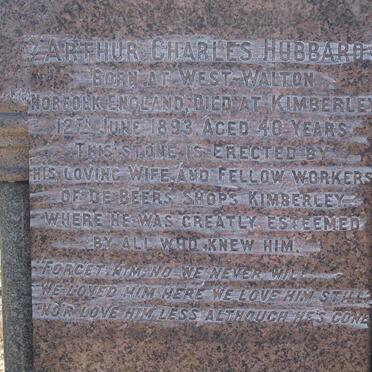 ARTHUR CHARLES HUBBARD
BORN AT WEST WALTON
NORFOLK ENGLAND, DIED AT KIMBERLEY
12TH JUNE 1893, AGED 40 YEARS
THIS STONE IS ERECTED BY
HIS LOVING WIFE AND FELLOW WORKERS
OF DE BEERS SHOPS KIMBERLEY
WHERE HE WAS GREATLY ESTEEMED
BY ALL WHO KNEW HIM.
FORGET HIM NO WE NEVER WILL
WE LOVED HIM HERE WE LOVE HIM STILL
NOR LOVE HIM LESS ALTHOUGH HE'S GONE